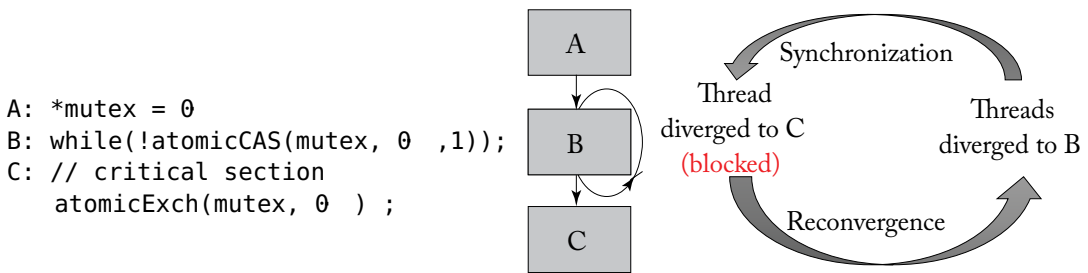 A: *mutex = 0
B: while(!atomicCAS(mutex, 0 ,1));
C: // critical section
atomicExch(mutex, 0 ) ;
A
B
C
Synchronization
Thread
diverged to C
(blocked)
Threads
diverged to B
Reconvergence